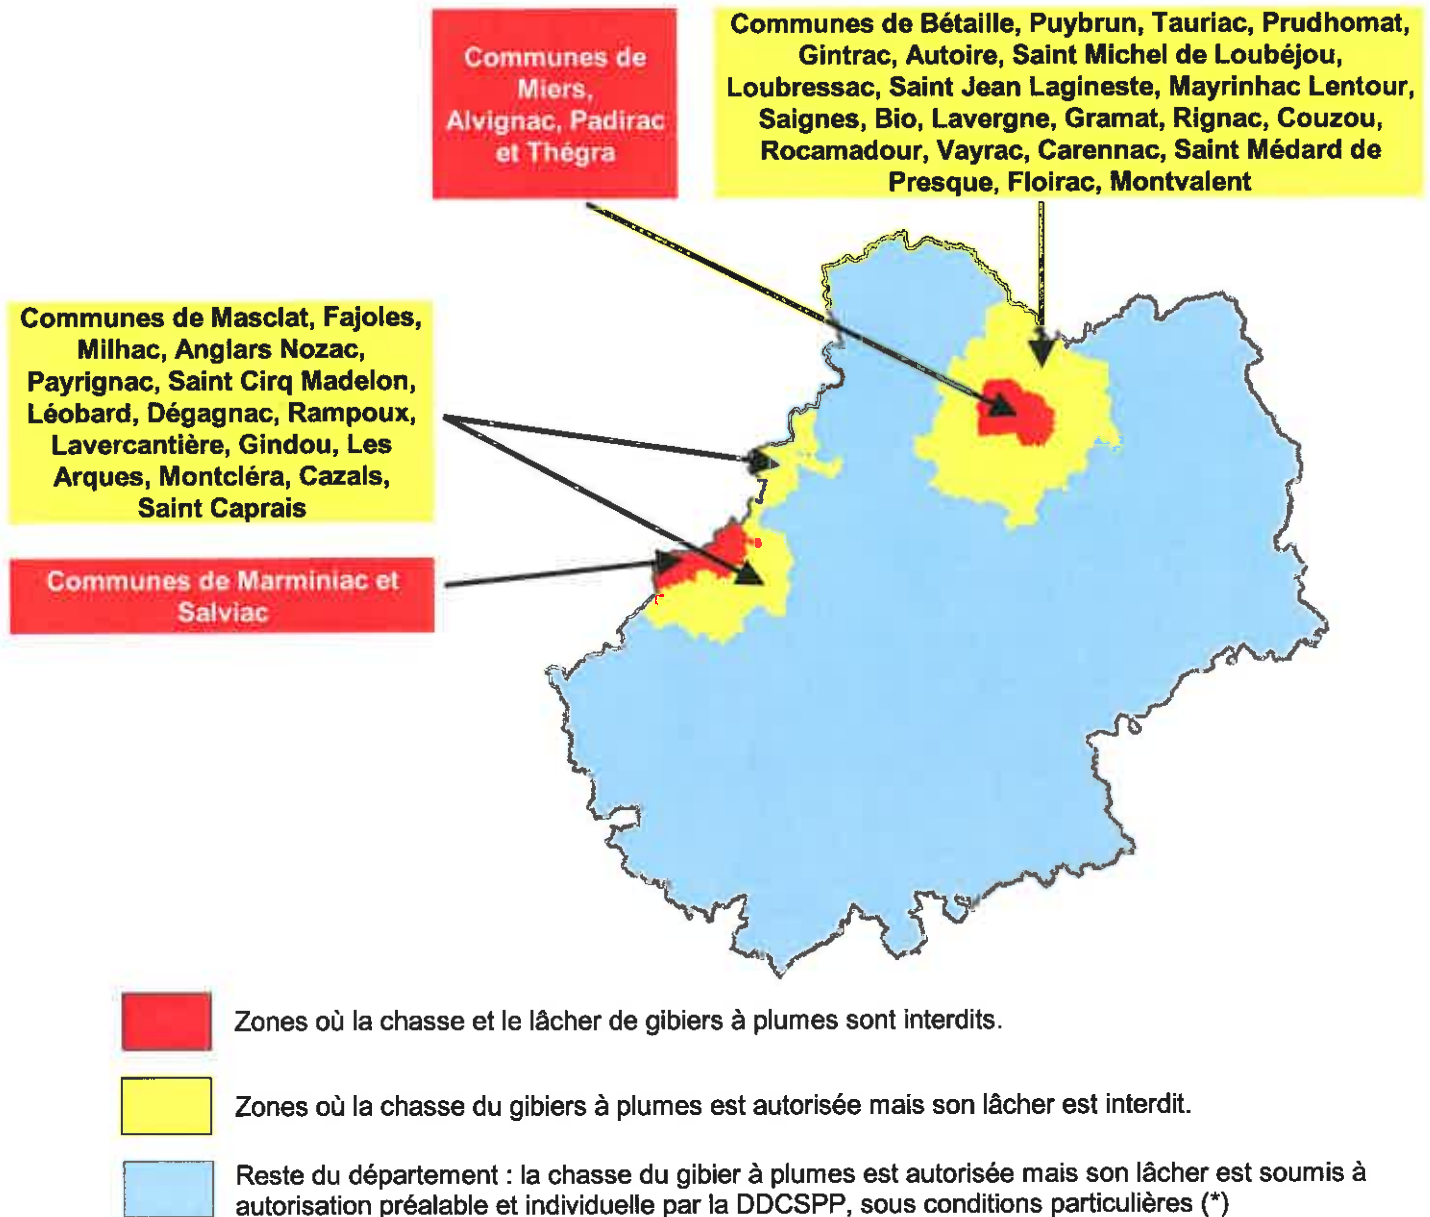 Communes de
Miers,
Alvignac, Padirac
et Thégra
Communes de Bétaille, Puybrun, Tauriac, Prudhomat,
Gintrac, Autoire, Saint Michel de Loubéjou,
Loubressac, Saint Jean Lagineste, Mayrinhac Lentour,
Saignes, Bio, Lavergne, Gramat, Rignac, Couzou,
Rocamadour, Vayrac, Carennac, Saint Médard de
Presque, Floirac, Montvalent
Communes de Masclat, Fajoles,
Milhac, Anglars Nozac,
Payrignac, Saint Cirq Madelon,
Léobard, Dégagnac, Rampoux,
Lavercantière, Gindou, Les
Arques, Montcléra, Cazals,
Saint Caprais
Communes de Marminiac et
Salviac
Zones où la chasse et le lâcher de gibiers à plumes sont interdits.
Zones où la chasse du gibiers à plumes est autorisée mais son lâcher est interdit.
Reste du département : la chasse du gibier à plumes est autorisée mais son lâcher est soumis à
autorisation préalable et individuelle par la DDCSPP, sous conditions particulières (*)